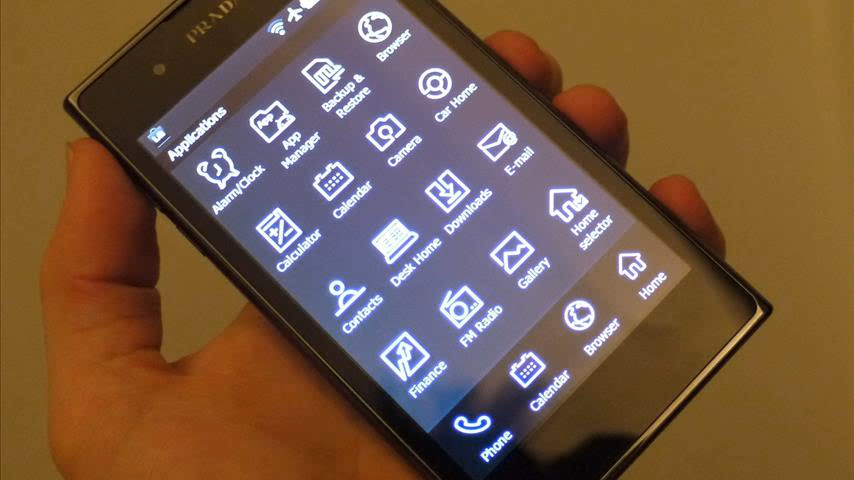 PRADA
Applications
Alarm/Clock
App
Manager
Backup &
Restore
Browser
Calculator
Calendar
Camera
Car Home
Contacts
Desk Home
Downloads
E-mail
Finance
FM Radio
Gallery
Home
selector
Phone
Calendar
Browser
Home